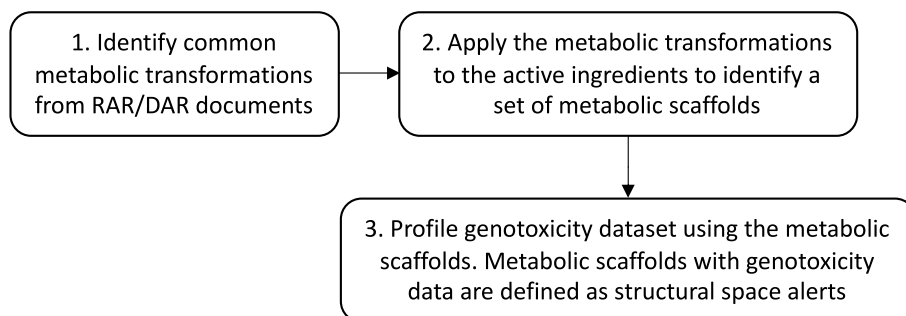 1. Identify common
metabolic transformations
from RAR/DAR documents
2. Apply the metabolic transformations
to the active ingredients to identify a
set of metabolic scaffolds
3. Profile genotoxicity dataset using the metabolic
scaffolds. Metabolic scaffolds with genotoxicity
data are defined as structural space alerts